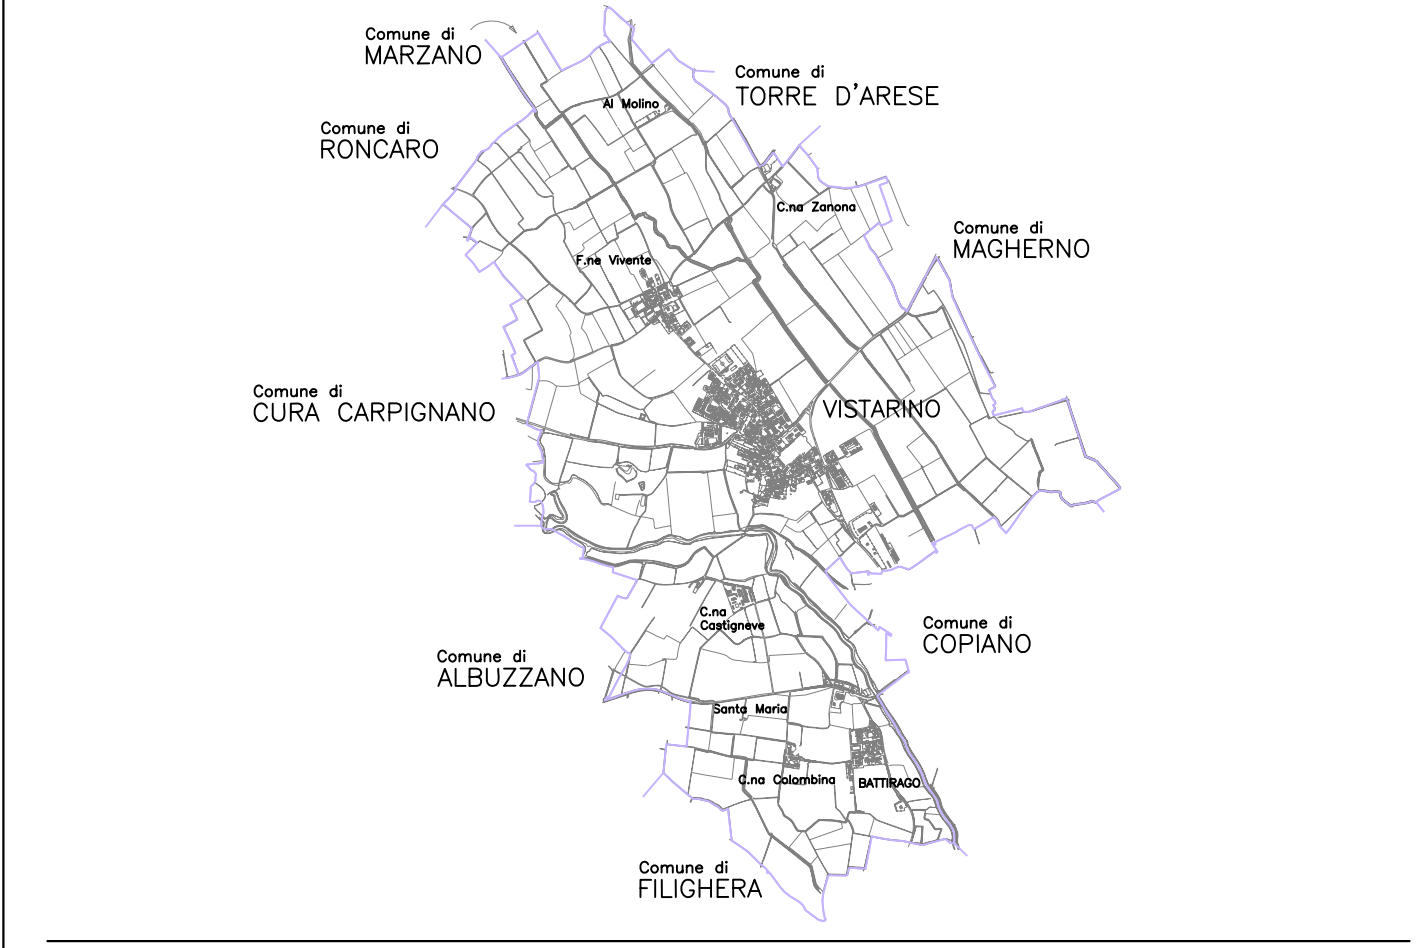 Comune di
MARZANO
Comune di
TORRE D'ARESE
Al Molino
Comune di
RONCARO
C.na Zanona
Comune di
MAGHERNO
F.ne Vivente
Comune di
CURA CARPIGNANO
VISTARINO
C.na
Castigneve
Comune di
COPIANO
Comune di
ALBUZZANO
Santa Maria
C.na Colombina
BATTIRAGO
Comune di
FILIGHERA